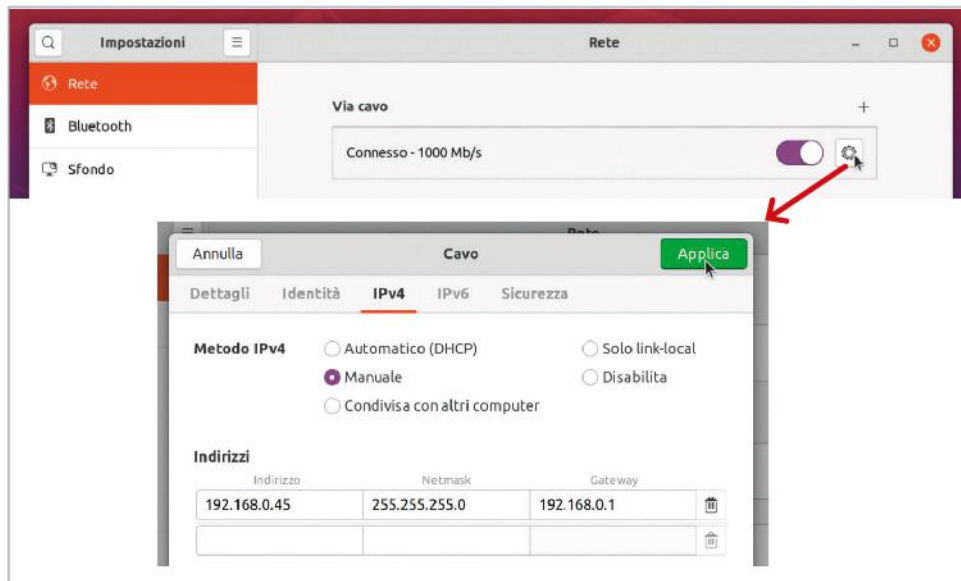 Impostazioni
Rete
Rete
Via cavo
Bluetooth
Connesso - 1000 Mb/s
Sfondo
Rete
Annulla
Cavo
Applica
Dettagli Identità IPv4 IPv6 Sicurezza
Metodo IPv4 Automatico (DHCP) Solo link-local
Manuale Disabilita
Condivisa con altri computer
Indirizzi
Indirizzo Netmask Gateway
192.168.0.45 255.255.255.0 192.168.0.1